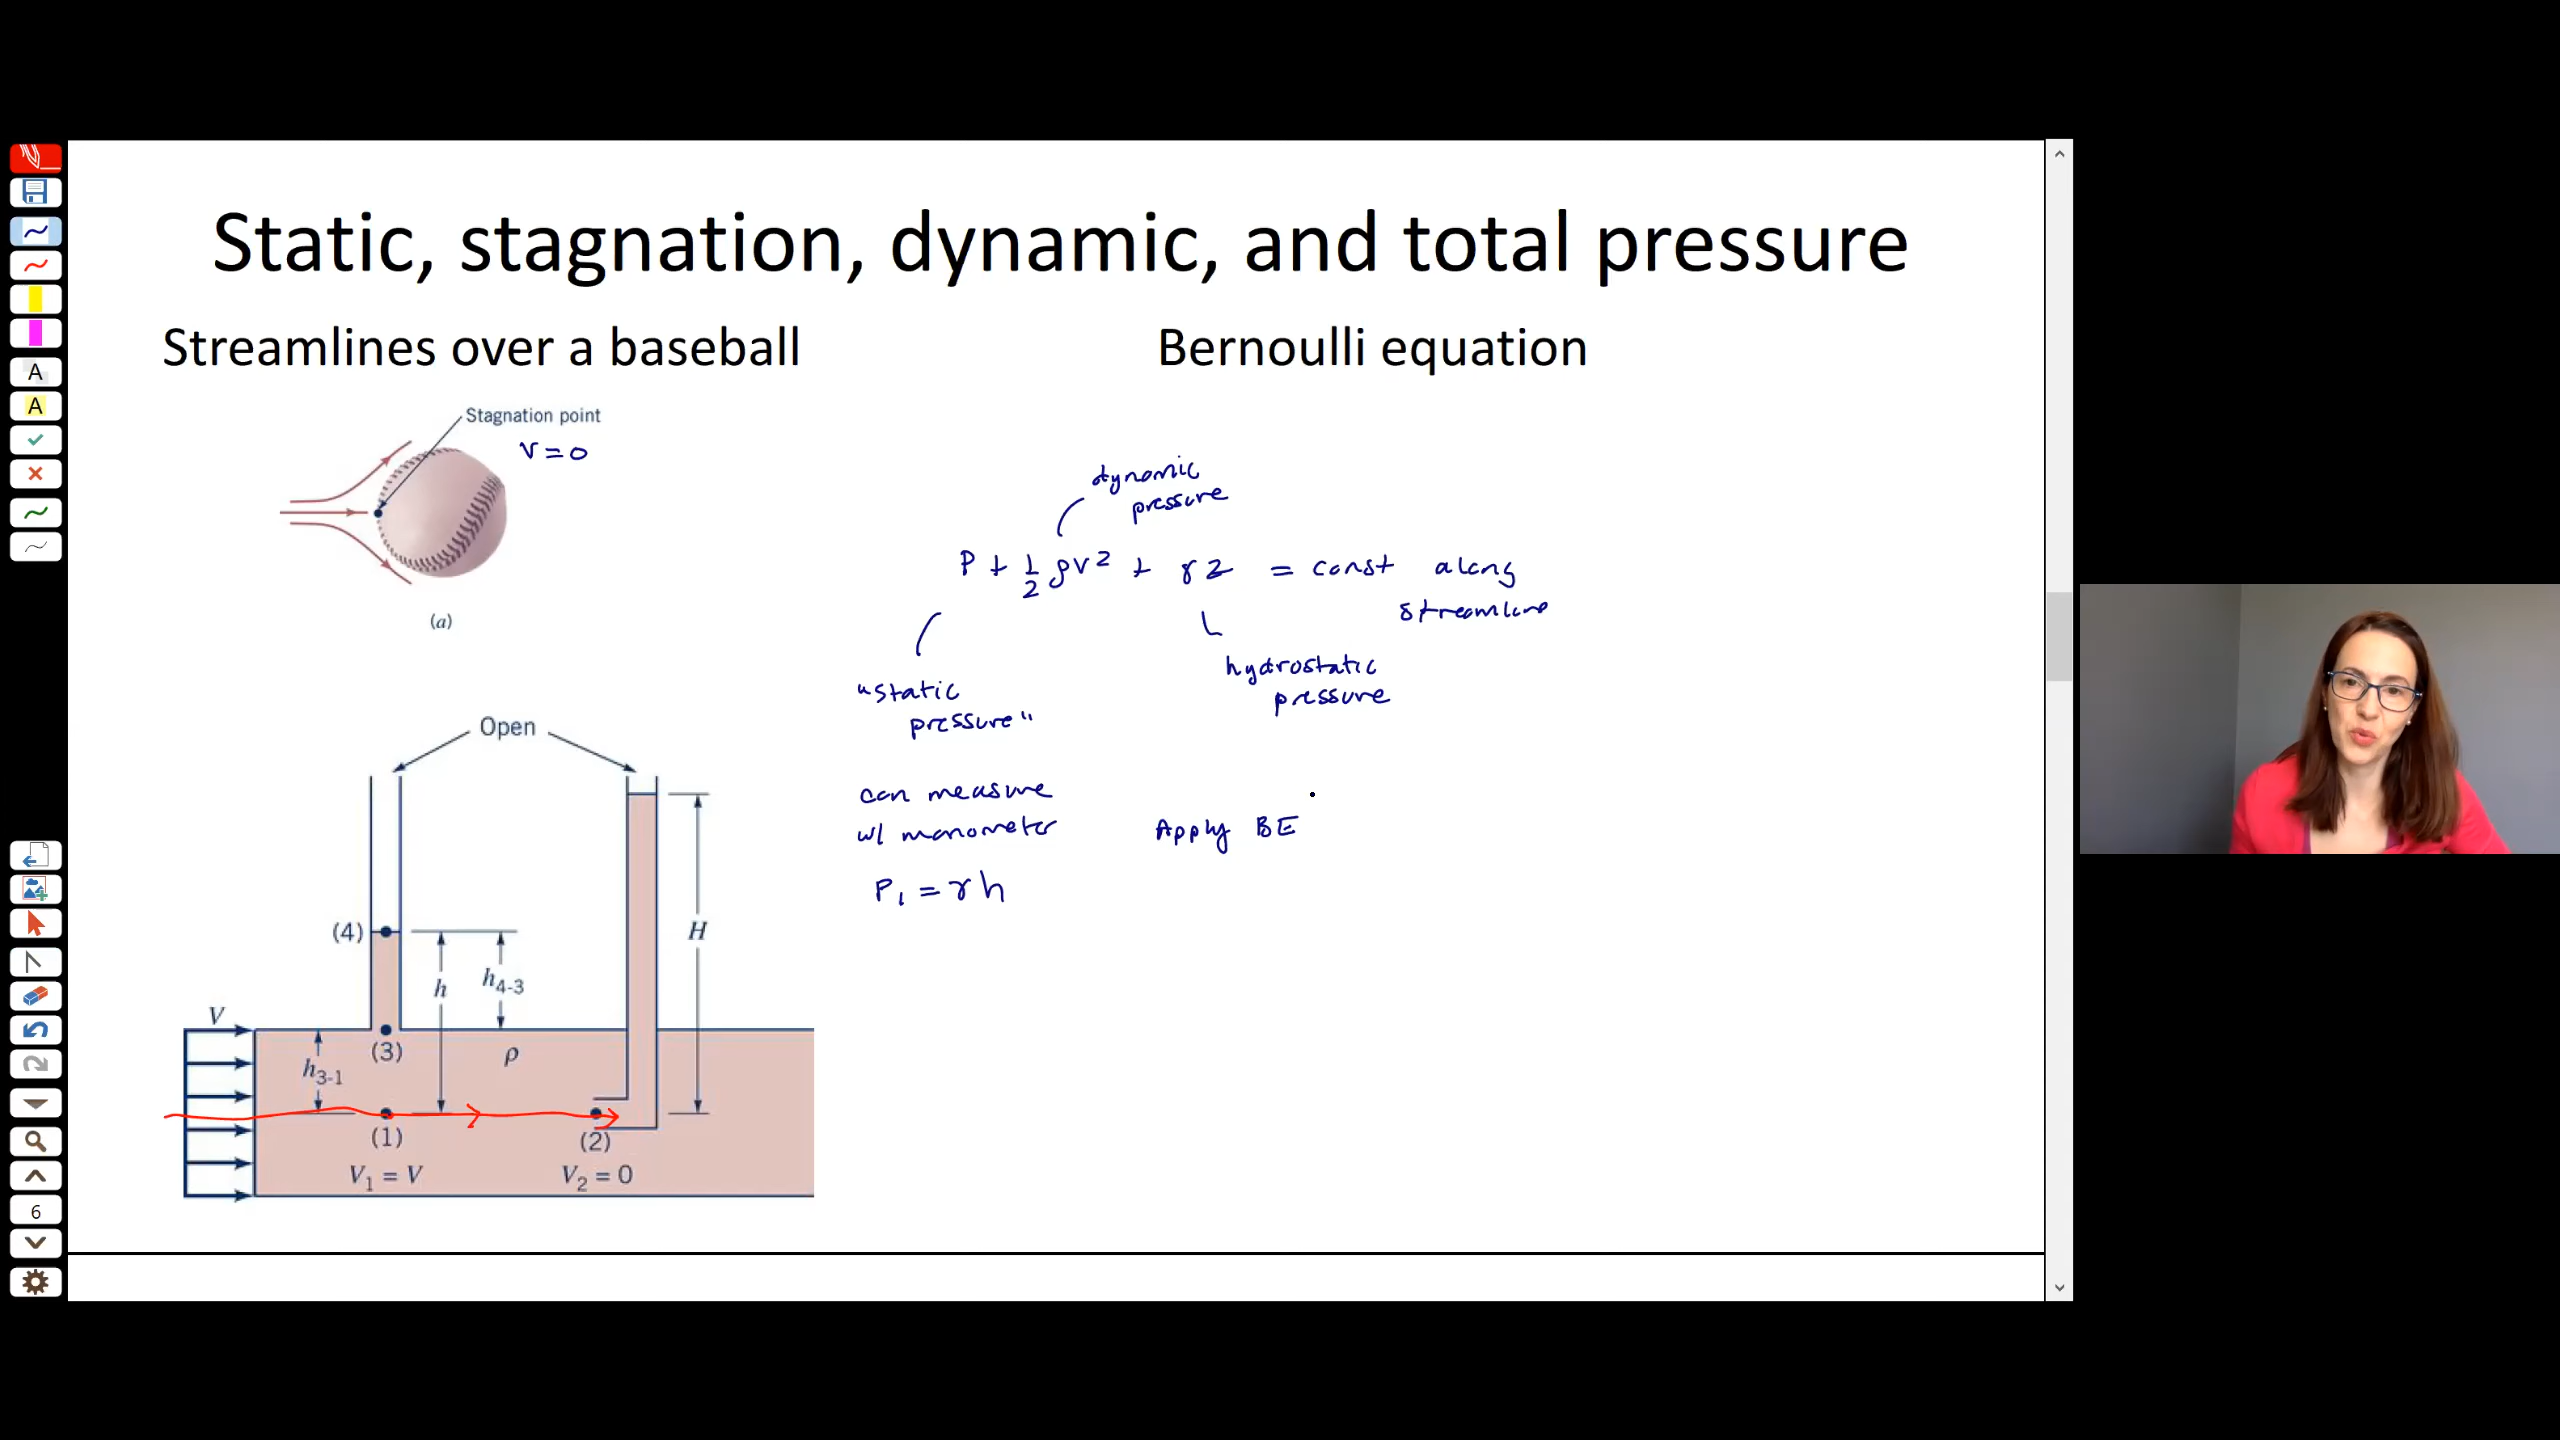 Static, stagnation, dynamic, and total pressure
Streamlines over a baseball
Bernoulli equation
Stagnation point
V = 0
(a)
dynamic
pressure
P + 1/2 ρV² + γz = const along
streamline
"static
pressure"
hydrostatic
pressure
can measure
w/ manometer
P₁ = γh
Apply BE
Open
(4)
h
h₄₋₃
H
V
(3)
ρ
h₃₋₁
(1)
(2)
V₁ = V
V₂ = 0
A
A
6